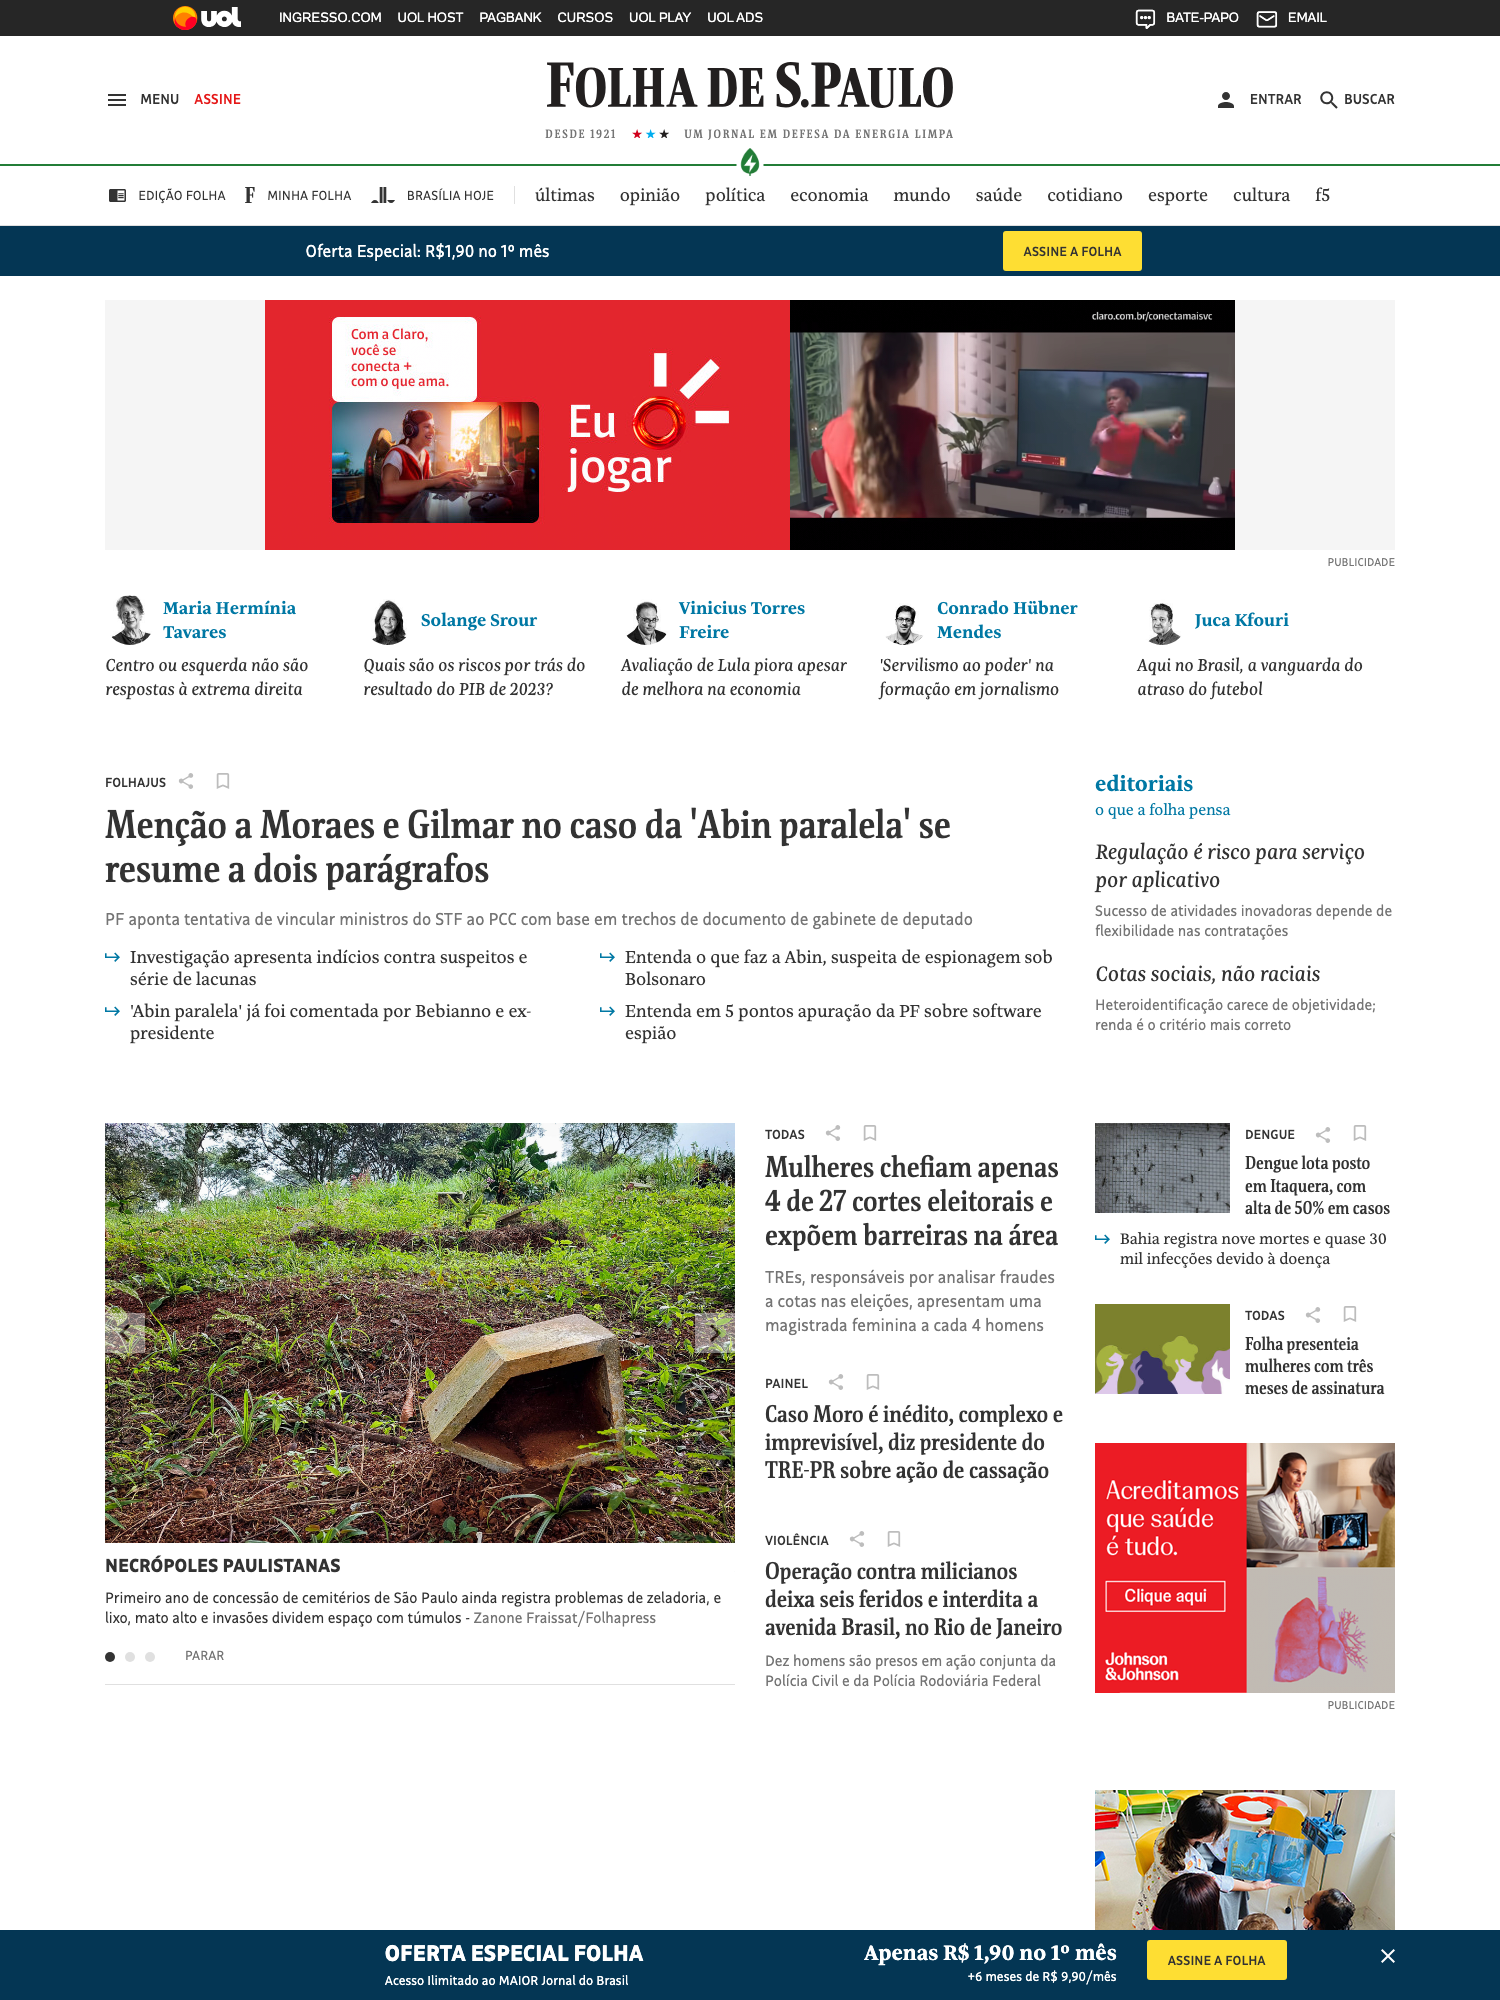 uol INGRESSO.COM UOL HOST PAGBANK CURSOS UOL PLAY UOL ADS BATE-PAPO EMAIL
MENU ASSINE
FOLHA DE S.PAULO
DESDE 1921 ★★★ UM JORNAL EM DEFESA DA ENERGIA LIMPA
ENTRAR BUSCAR
EDIÇÃO FOLHA F MINHA FOLHA BRASÍLIA HOJE últimas opinião política economia mundo saúde cotidiano esporte cultura f5
Oferta Especial: R$1,90 no 1º mês
ASSINE A FOLHA
Com a Claro,
você se
conecta +
com o que ama.
Eu
jogar
claro.com.br/conectamaisvc
PUBLICIDADE
Maria Hermínia
Tavares
Centro ou esquerda não são
respostas à extrema direita
Solange Srour
Quais são os riscos por trás do
resultado do PIB de 2023?
Vinicius Torres
Freire
Avaliação de Lula piora apesar
de melhora na economia
Conrado Hübner
Mendes
'Servilismo ao poder' na
formação em jornalismo
Juca Kfouri
Aqui no Brasil, a vanguarda do
atraso do futebol
FOLHAJUS
Menção a Moraes e Gilmar no caso da 'Abin paralela' se
resume a dois parágrafos
PF aponta tentativa de vincular ministros do STF ao PCC com base em trechos de documento de gabinete de deputado
Investigação apresenta indícios contra suspeitos e
série de lacunas
'Abin paralela' já foi comentada por Bebianno e ex-
presidente
Entenda o que faz a Abin, suspeita de espionagem sob
Bolsonaro
Entenda em 5 pontos apuração da PF sobre software
espião
editoriais
o que a folha pensa
Regulação é risco para serviço
por aplicativo
Sucesso de atividades inovadoras depende de
flexibilidade nas contratações
Cotas sociais, não raciais
Heteroidentificação carece de objetividade;
renda é o critério mais correto
NECRÓPOLES PAULISTANAS
Primeiro ano de concessão de cemitérios de São Paulo ainda registra problemas de zeladoria, e
lixo, mato alto e invasões dividem espaço com túmulos - Zanone Fraissat/Folhapress
PARAR
TODAS
Mulheres chefiam apenas
4 de 27 cortes eleitorais e
expõem barreiras na área
TREs, responsáveis por analisar fraudes
a cotas nas eleições, apresentam uma
magistrada feminina a cada 4 homens
PAINEL
Caso Moro é inédito, complexo e
imprevisível, diz presidente do
TRE-PR sobre ação de cassação
VIOLÊNCIA
Operação contra milicianos
deixa seis feridos e interdita a
avenida Brasil, no Rio de Janeiro
Dez homens são presos em ação conjunta da
Polícia Civil e da Polícia Rodoviária Federal
DENGUE
Dengue lota posto
em Itaquera, com
alta de 50% em casos
Bahia registra nove mortes e quase 30
mil infecções devido à doença
TODAS
Folha presenteia
mulheres com três
meses de assinatura
Acreditamos
que saúde
é tudo.
Clique aqui
Johnson
&Johnson
PUBLICIDADE
OFERTA ESPECIAL FOLHA
Acesso Ilimitado ao MAIOR Jornal do Brasil
Apenas R$ 1,90 no 1º mês
+6 meses de R$ 9,90/mês
ASSINE A FOLHA